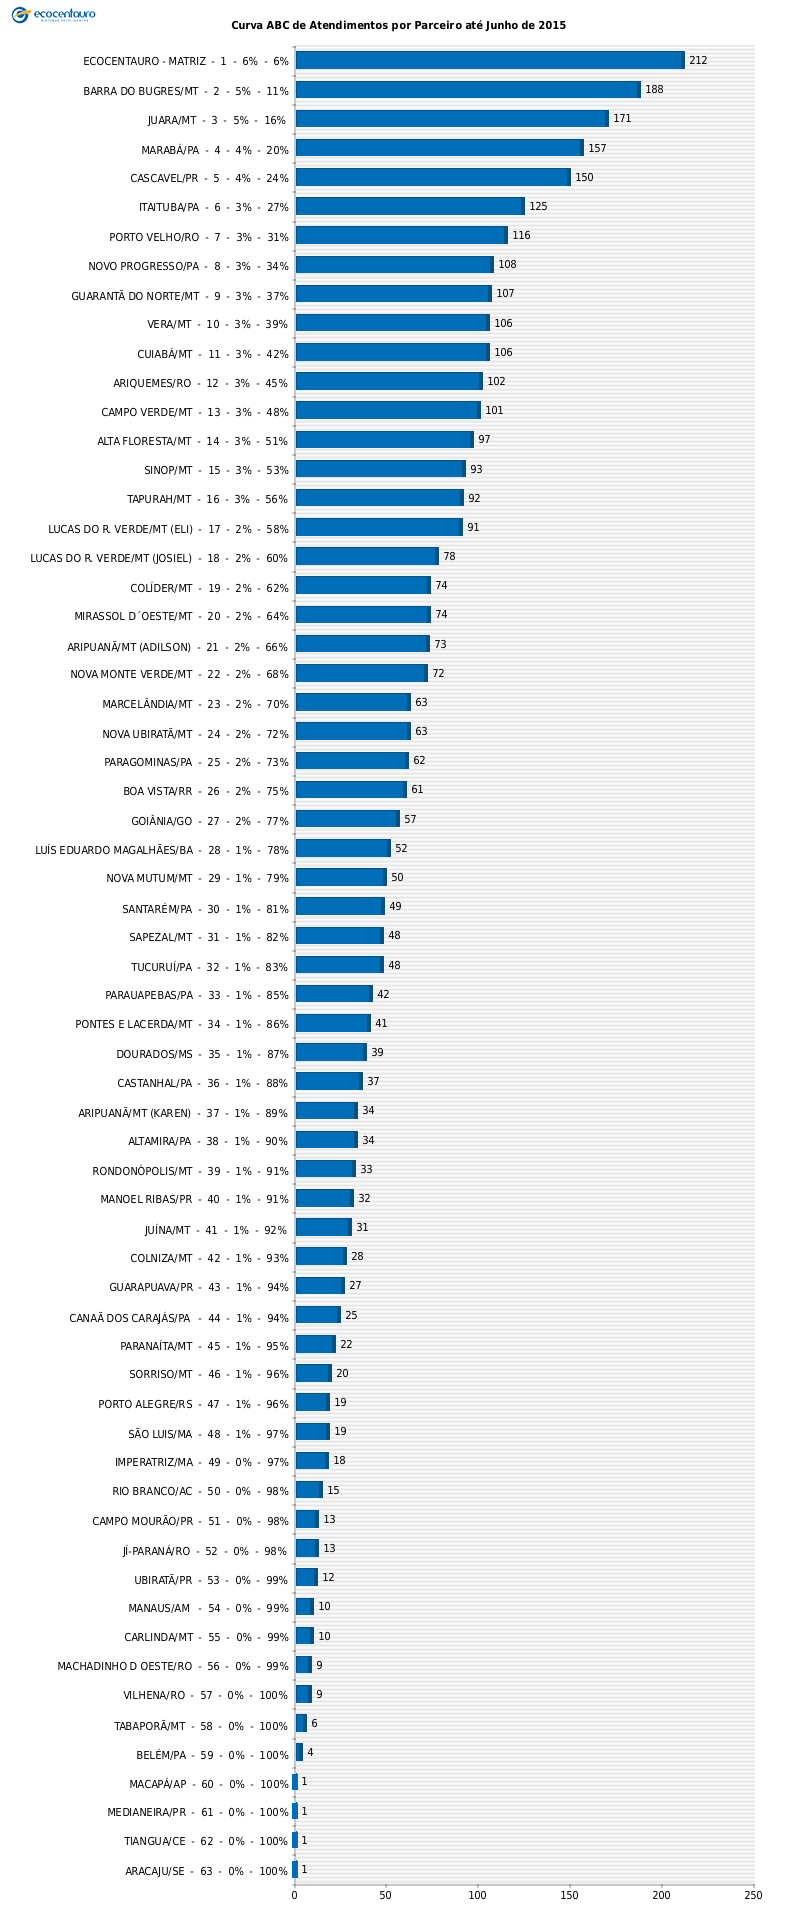 ecocentauro
Curva ABC de Atendimentos por Parceiro até Junho de 2015
ECOCENTAURO - MATRIZ - 1 - 6% - 6% 212
BARRA DO BUGRES/MT - 2 - 5% - 11% 188
JUARA/MT - 3 - 5% - 16% 171
MARABÁ/PA - 4 - 4% - 20% 157
CASCAVEL/PR - 5 - 4% - 24% 150
ITAITUBA/PA - 6 - 3% - 27% 125
PORTO VELHO/RO - 7 - 3% - 31% 116
NOVO PROGRESSO/PA - 8 - 3% - 34% 108
GUARANTÃ DO NORTE/MT - 9 - 3% - 37% 107
VERA/MT - 10 - 3% - 39% 106
CUIABÁ/MT - 11 - 3% - 42% 106
ARIQUEMES/RO - 12 - 3% - 45% 102
CAMPO VERDE/MT - 13 - 3% - 48% 101
ALTA FLORESTA/MT - 14 - 3% - 51% 97
SINOP/MT - 15 - 3% - 53% 93
TAPURAH/MT - 16 - 3% - 56% 92
LUCAS DO R. VERDE/MT (ELI) - 17 - 2% - 58% 91
LUCAS DO R. VERDE/MT (JOSIEL) - 18 - 2% - 60% 78
COLÍDER/MT - 19 - 2% - 62% 74
MIRASSOL D´OESTE/MT - 20 - 2% - 64% 74
ARIPUANÃ/MT (ADILSON) - 21 - 2% - 66% 73
NOVA MONTE VERDE/MT - 22 - 2% - 68% 72
MARCELÂNDIA/MT - 23 - 2% - 70% 63
NOVA UBIRATÃ/MT - 24 - 2% - 72% 63
PARAGOMINAS/PA - 25 - 2% - 73% 62
BOA VISTA/RR - 26 - 2% - 75% 61
GOIÂNIA/GO - 27 - 2% - 77% 57
LUÍS EDUARDO MAGALHÃES/BA - 28 - 1% - 78% 52
NOVA MUTUM/MT - 29 - 1% - 79% 50
SANTARÉM/PA - 30 - 1% - 81% 49
SAPEZAL/MT - 31 - 1% - 82% 48
TUCURUÍ/PA - 32 - 1% - 83% 48
PARAUAPEBAS/PA - 33 - 1% - 85% 42
PONTES E LACERDA/MT - 34 - 1% - 86% 41
DOURADOS/MS - 35 - 1% - 87% 39
CASTANHAL/PA - 36 - 1% - 88% 37
ARIPUANÃ/MT (KAREN) - 37 - 1% - 89% 34
ALTAMIRA/PA - 38 - 1% - 90% 34
RONDONÓPOLIS/MT - 39 - 1% - 91% 33
MANOEL RIBAS/PR - 40 - 1% - 91% 32
JUÍNA/MT - 41 - 1% - 92% 31
COLNIZA/MT - 42 - 1% - 93% 28
GUARAPUAVA/PR - 43 - 1% - 94% 27
CANAÃ DOS CARAJÁS/PA - 44 - 1% - 94% 25
PARANAÍTA/MT - 45 - 1% - 95% 22
SORRISO/MT - 46 - 1% - 96% 20
PORTO ALEGRE/RS - 47 - 1% - 96% 19
SÃO LUIS/MA - 48 - 1% - 97% 19
IMPERATRIZ/MA - 49 - 0% - 97% 18
RIO BRANCO/AC - 50 - 0% - 98% 15
CAMPO MOURÃO/PR - 51 - 0% - 98% 13
JÍ-PARANÁ/RO - 52 - 0% - 98% 13
UBIRATÃ/PR - 53 - 0% - 99% 12
MANAUS/AM - 54 - 0% - 99% 10
CARLINDA/MT - 55 - 0% - 99% 10
MACHADINHO D OESTE/RO - 56 - 0% - 99% 9
VILHENA/RO - 57 - 0% - 100% 9
TABAPORÃ/MT - 58 - 0% - 100% 6
BELÉM/PA - 59 - 0% - 100% 4
MACAPÁ/AP - 60 - 0% - 100% 1
MEDIANEIRA/PR - 61 - 0% - 100% 1
TIANGUA/CE - 62 - 0% - 100% 1
ARACAJU/SE - 63 - 0% - 100% 1
0 50 100 150 200 250